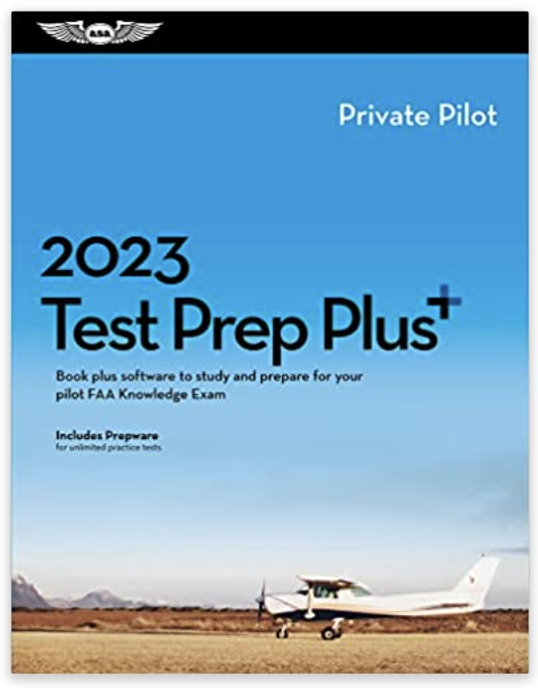 ASA
Private Pilot
2023
Test Prep Plus+
Book plus software to study and prepare for your
pilot FAA Knowledge Exam
Includes Prepware
for unlimited practice tests